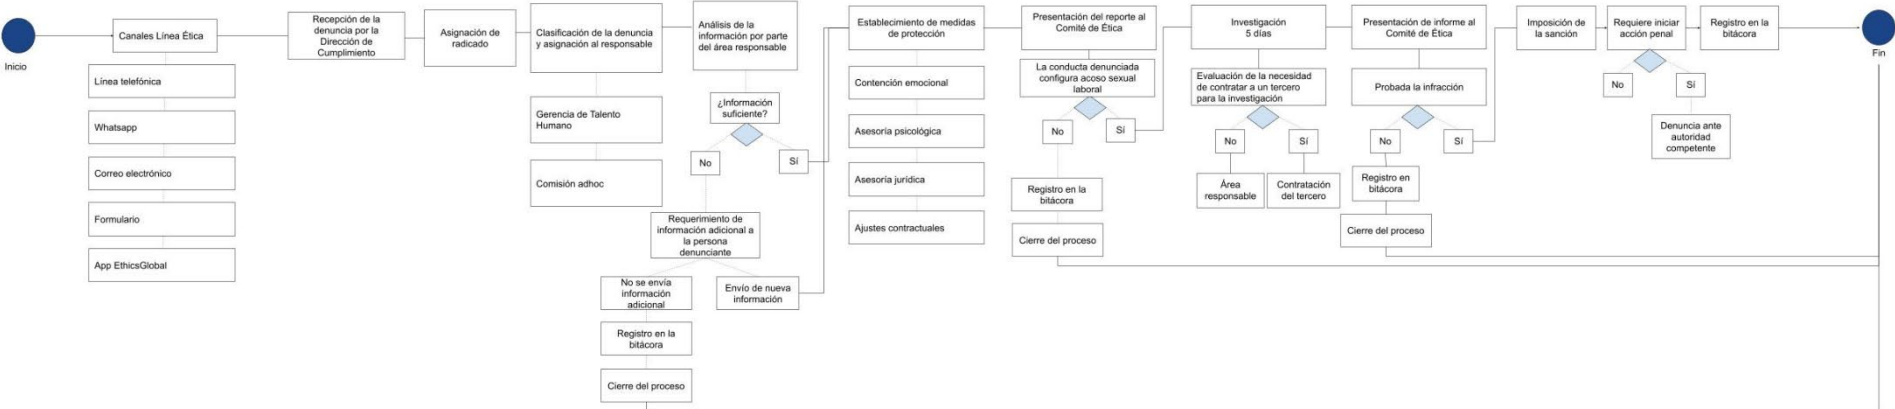 Inicio
Canales Línea Ética
Línea telefónica
Whatsapp
Correo electrónico
Formulario
App EthicsGlobal
Recepción de la
denuncia por la
Dirección de
Cumplimiento
Asignación de
radicado
Clasificación de la denuncia
y asignación al responsable
Gerencia de Talento
Humano
Comisión adhoc
Análisis de la
información por parte
del área responsable
¿Información
suficiente?
No
Sí
Requerimiento de
información adicional a
la persona
denunciante
No se envía
información
adicional
Envío de nueva
información
Registro en la
bitácora
Cierre del proceso
Establecimiento de medidas
de protección
Contención emocional
Asesoría psicológica
Asesoría jurídica
Ajustes contractuales
Presentación del reporte al
Comité de Ética
La conducta denunciada
configura acoso sexual
laboral
No
Sí
Registro en la
bitácora
Cierre del proceso
Investigación
5 días
Evaluación de la necesidad
de contratar a un tercero
para la investigación
No
Sí
Área
responsable
Contratación
del tercero
Presentación de informe al
Comité de Ética
Probada la infracción
No
Sí
Registro en
bitácora
Cierre del proceso
Imposición de
la sanción
Requiere iniciar
acción penal
No
Sí
Denuncia ante
autoridad
competente
Registro en la
bitácora
Fin